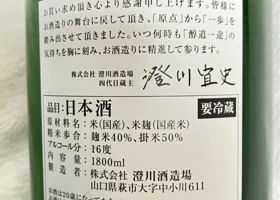 お買い求め頂き心より感謝申し上げます。皆様に
お酒造りの舞台に戻して頂き、「原点」から"一歩"を
踏み出させて頂きました。いつ何時も「酊道一途」の
気持ちを胸に刻み、お酒造りに精進して参ります。
株式会社 澄川酒造場
四代目蔵主
澄川宜史
品目:日本酒
要冷蔵
原材料名:米(国産)、米麹(国産米)
精米歩合:麹米40%、掛米50%
アルコール分:16度
内容量:1800ml
製造者:株式会社 澄川酒造場
山口県萩市大字中小川611